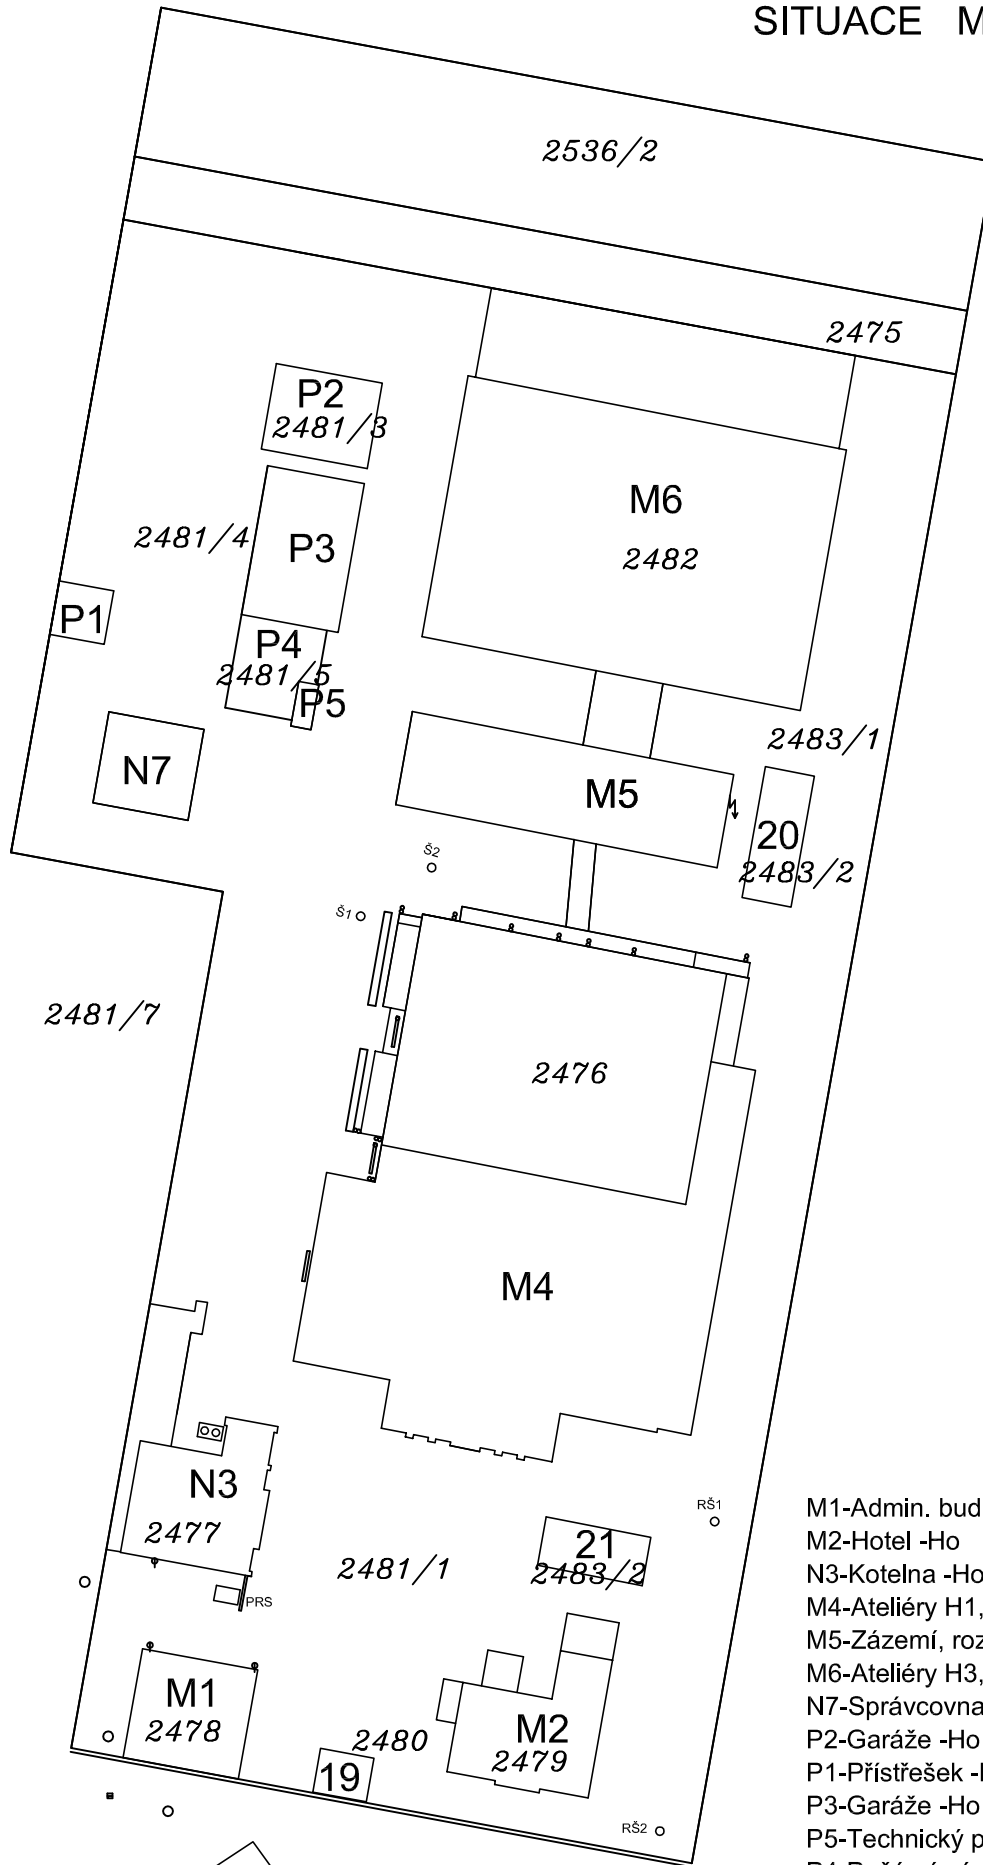 SITUACE M
2536/2
2475
P2
2481/3
M6
2482
2481/4
P3
P1
P4
2481/5
P5
2483/1
N7
M5
20
2483/2
Š2
Š1
2481/7
2476
M4
N3
2477
RŠ1
21
2483/2
2481/1
PRS
M1
2478
2480
M2
2479
19
RŠ2
M1-Admin. bud
M2-Hotel -Ho
N3-Kotelna -Ho
M4-Ateliéry H1,
M5-Zázemí, roz
M6-Ateliéry H3,
N7-Správcovna
P2-Garáže -Ho
P1-Přístřešek -
P3-Garáže -Ho
P5-Technický p